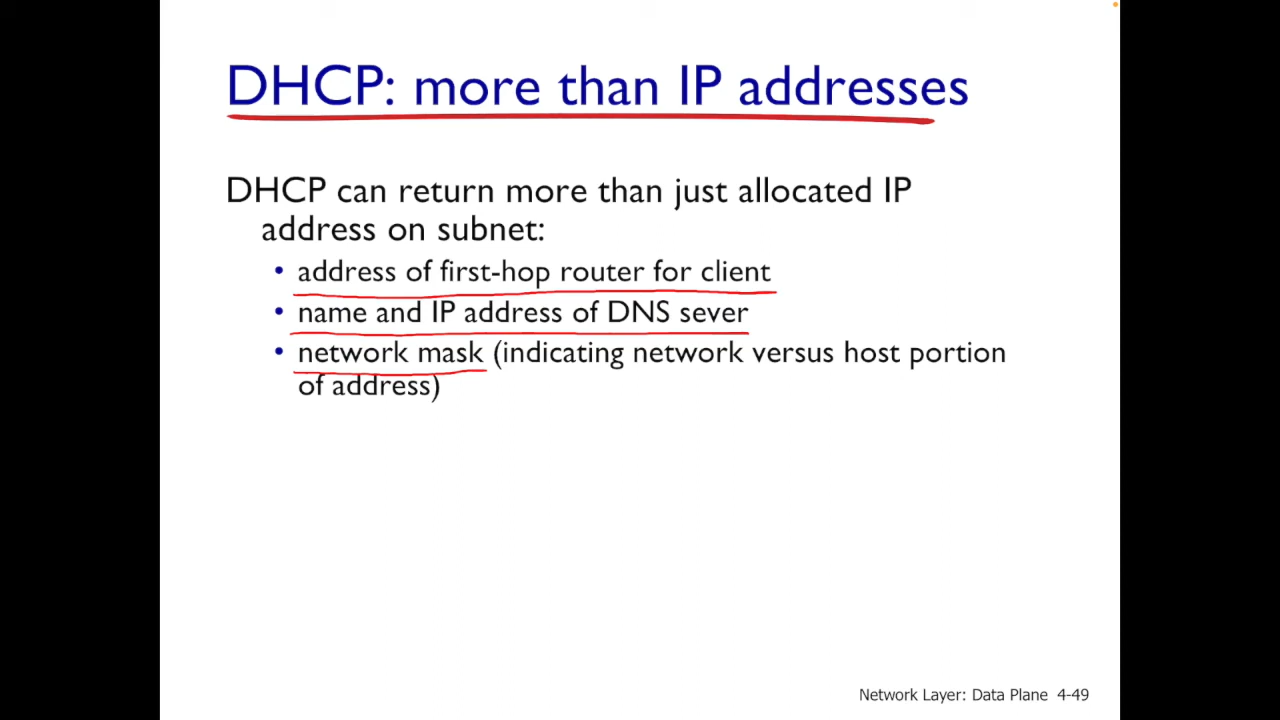 DHCP: more than IP addresses
DHCP can return more than just allocated IP
address on subnet:
• address of first-hop router for client
• name and IP address of DNS sever
• network mask (indicating network versus host portion
of address)
Network Layer: Data Plane 4-49